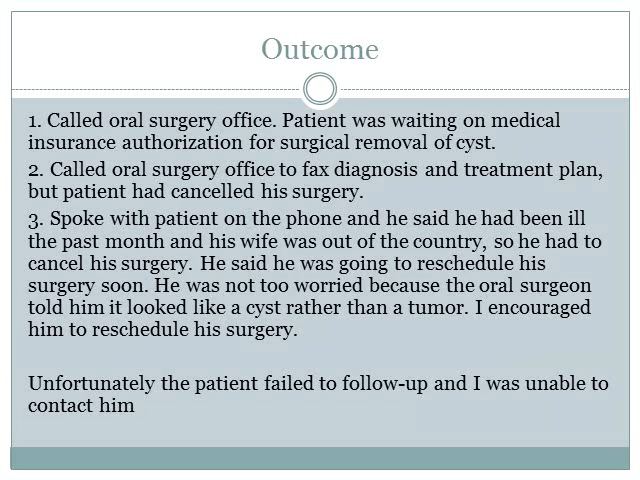 Outcome
1. Called oral surgery office. Patient was waiting on medical
insurance authorization for surgical removal of cyst.
2. Called oral surgery office to fax diagnosis and treatment plan,
but patient had cancelled his surgery.
3. Spoke with patient on the phone and he said he had been ill
the past month and his wife was out of the country, so he had to
cancel his surgery. He said he was going to reschedule his
surgery soon. He was not too worried because the oral surgeon
told him it looked like a cyst rather than a tumor. I encouraged
him to reschedule his surgery.
Unfortunately the patient failed to follow-up and I was unable to
contact him